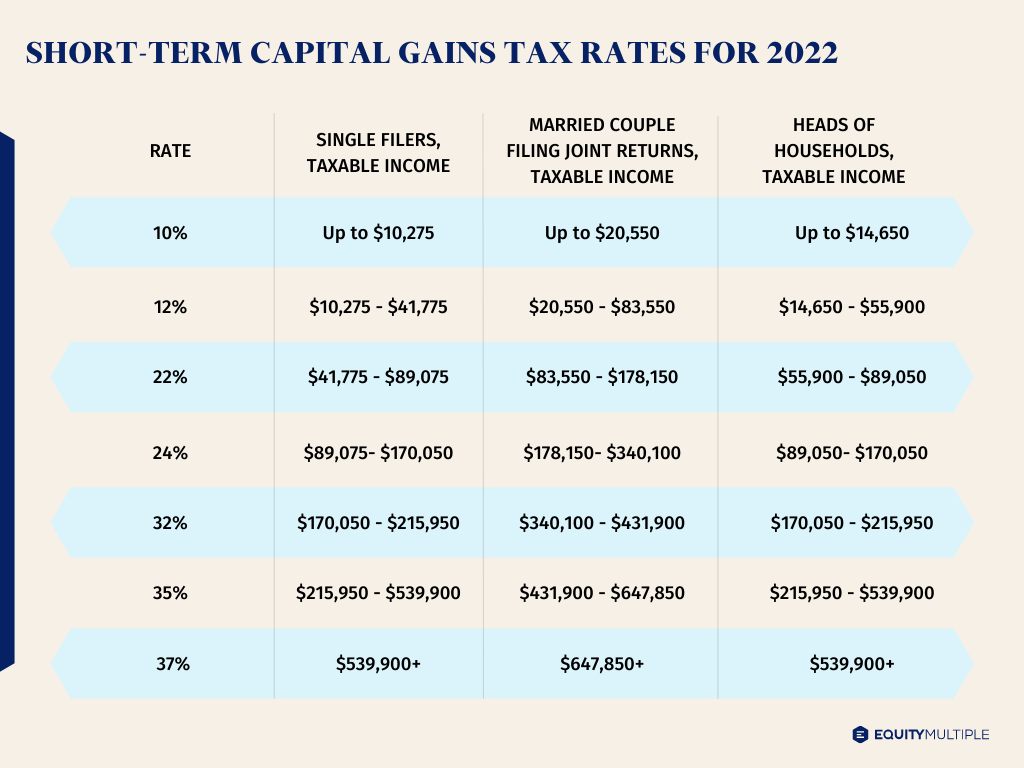 SHORT-TERM CAPITAL GAINS TAX RATES FOR 2022
RATE
SINGLE FILERS,
TAXABLE INCOME
MARRIED COUPLE
FILING JOINT RETURNS,
TAXABLE INCOME
HEADS OF
HOUSEHOLDS,
TAXABLE INCOME
10% Up to $10,275 Up to $20,550 Up to $14,650
12% $10,275 - $41,775 $20,550 - $83,550 $14,650 - $55,900
22% $41,775 - $89,075 $83,550 - $178,150 $55,900 - $89,050
24% $89,075- $170,050 $178,150- $340,100 $89,050- $170,050
32% $170,050 - $215,950 $340,100 - $431,900 $170,050 - $215,950
35% $215,950 - $539,900 $431,900 - $647,850 $215,950 - $539,900
37% $539,900+ $647,850+ $539,900+
EQUITYMULTIPLE